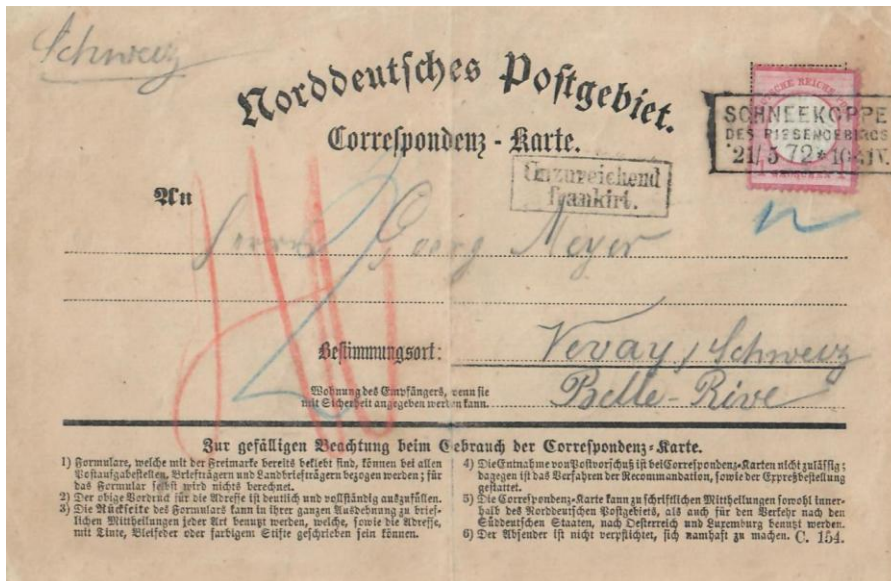 Schweiz
Norddeutsches Postgebiet.
Correspondenz-Karte.
SCHNEEKOPPE
DES RIESENGEBIRGS
21/5 72 * 10-11 V.
Unzureichend
frankirt.
An
Herrn Georg Meyer
Bestimmungsort:
Vevay, Schweiz
Wohnung des Empfängers, wenn sie
mit Sicherheit angegeben werden kann.
Belle-Rive
Zur gefälligen Beachtung beim Gebrauch der Correspondenz-Karte.
1) Formulare, welche mit der Freimarke bereits beklebt sind, können bei allen
Postaufgabestellen, Briefträgern und Landbriefträgern bezogen werden; für
das Formular selbst wird nichts berechnet.
2) Der obige Vordruck für die Adresse ist deutlich und vollständig auszufüllen.
3) Die Rückseite des Formulars kann in ihrer ganzen Ausdehnung zu brief-
lichen Mittheilungen jeder Art benutzt werden, welche, sowie die Adresse,
mit Tinte, Bleifeder oder farbigem Stifte geschrieben sein können.
4) Die Entnahme von Postvorschuß ist bei Correspondenz-Karten nicht zulässig;
dagegen ist das Verfahren der Recommandation, sowie der Expreßbestellung
gestattet.
5) Die Correspondenz-Karte kann zu schriftlichen Mittheilungen sowohl inner-
halb des Norddeutschen Postgebiets, als auch für den Verkehr nach den
Süddeutschen Staaten, nach Oesterreich und Luxemburg benutzt werden.
6) Der Absender ist nicht verpflichtet, sich namhaft zu machen. C. 154.